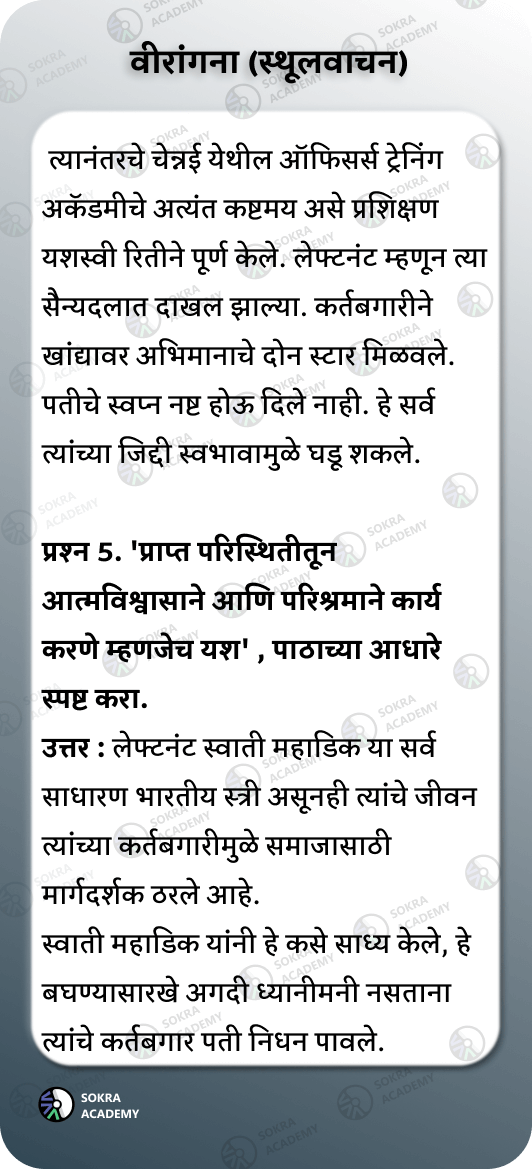 वीरांगना (स्थूलवाचन)
त्यानंतरचे चेन्नई येथील ऑफिसर्स ट्रेनिंग
अकॅडमीचे अत्यंत कष्टमय असे प्रशिक्षण
यशस्वी रितीने पूर्ण केले. लेफ्टनंट म्हणून त्या
सैन्यदलात दाखल झाल्या. कर्तबगारीने
खांद्यावर अभिमानाचे दोन स्टार मिळवले.
पतीचे स्वप्न नष्ट होऊ दिले नाही. हे सर्व
त्यांच्या जिद्दी स्वभावामुळे घडू शकले.
प्रश्न 5. 'प्राप्त परिस्थितीतून
आत्मविश्वासाने आणि परिश्रमाने कार्य
करणे म्हणजेच यश' , पाठाच्या आधारे
स्पष्ट करा.
उत्तर : लेफ्टनंट स्वाती महाडिक या सर्व
साधारण भारतीय स्त्री असूनही त्यांचे जीवन
त्यांच्या कर्तबगारीमुळे समाजासाठी
मार्गदर्शक ठरले आहे.
स्वाती महाडिक यांनी हे कसे साध्य केले, हे
बघण्यासारखे अगदी ध्यानीमनी नसताना
त्यांचे कर्तबगार पती निधन पावले.
SOKRA
ACADEMY